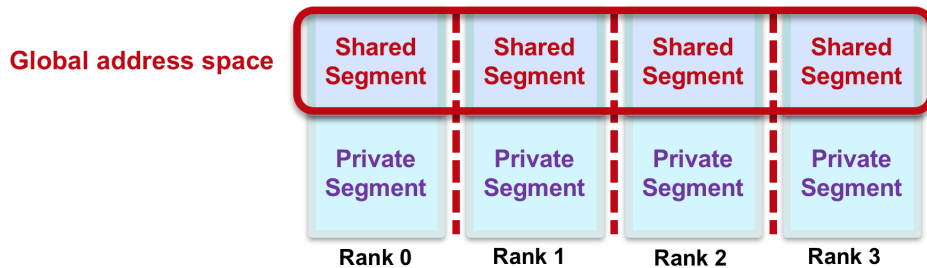 Global address space
Shared Segment
Shared Segment
Shared Segment
Shared Segment
Private Segment
Private Segment
Private Segment
Private Segment
Rank 0
Rank 1
Rank 2
Rank 3